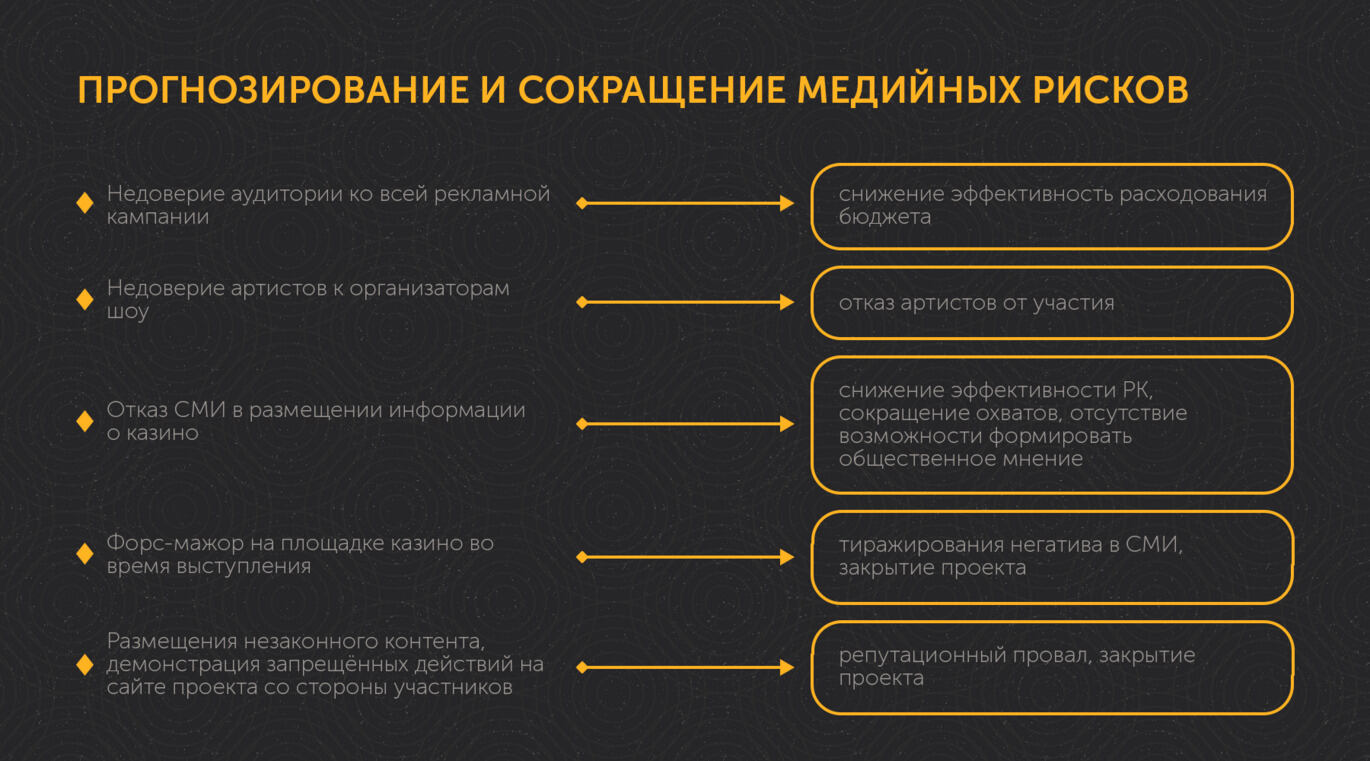 ПРОГНОЗИРОВАНИЕ И СОКРАЩЕНИЕ МЕДИЙНЫХ РИСКОВ
Недоверие аудитории ко всей рекламной
кампании
снижение эффективность расходования
бюджета
Недоверие артистов к организаторам
шоу
отказ артистов от участия
Отказ СМИ в размещении информации
о казино
снижение эффективности РК,
сокращение охватов, отсутствие
возможности формировать
общественное мнение
Форс-мажор на площадке казино во
время выступления
тиражирования негатива в СМИ,
закрытие проекта
Размещения незаконного контента,
демонстрация запрещённых действий на
сайте проекта со стороны участников
репутационный провал, закрытие
проекта